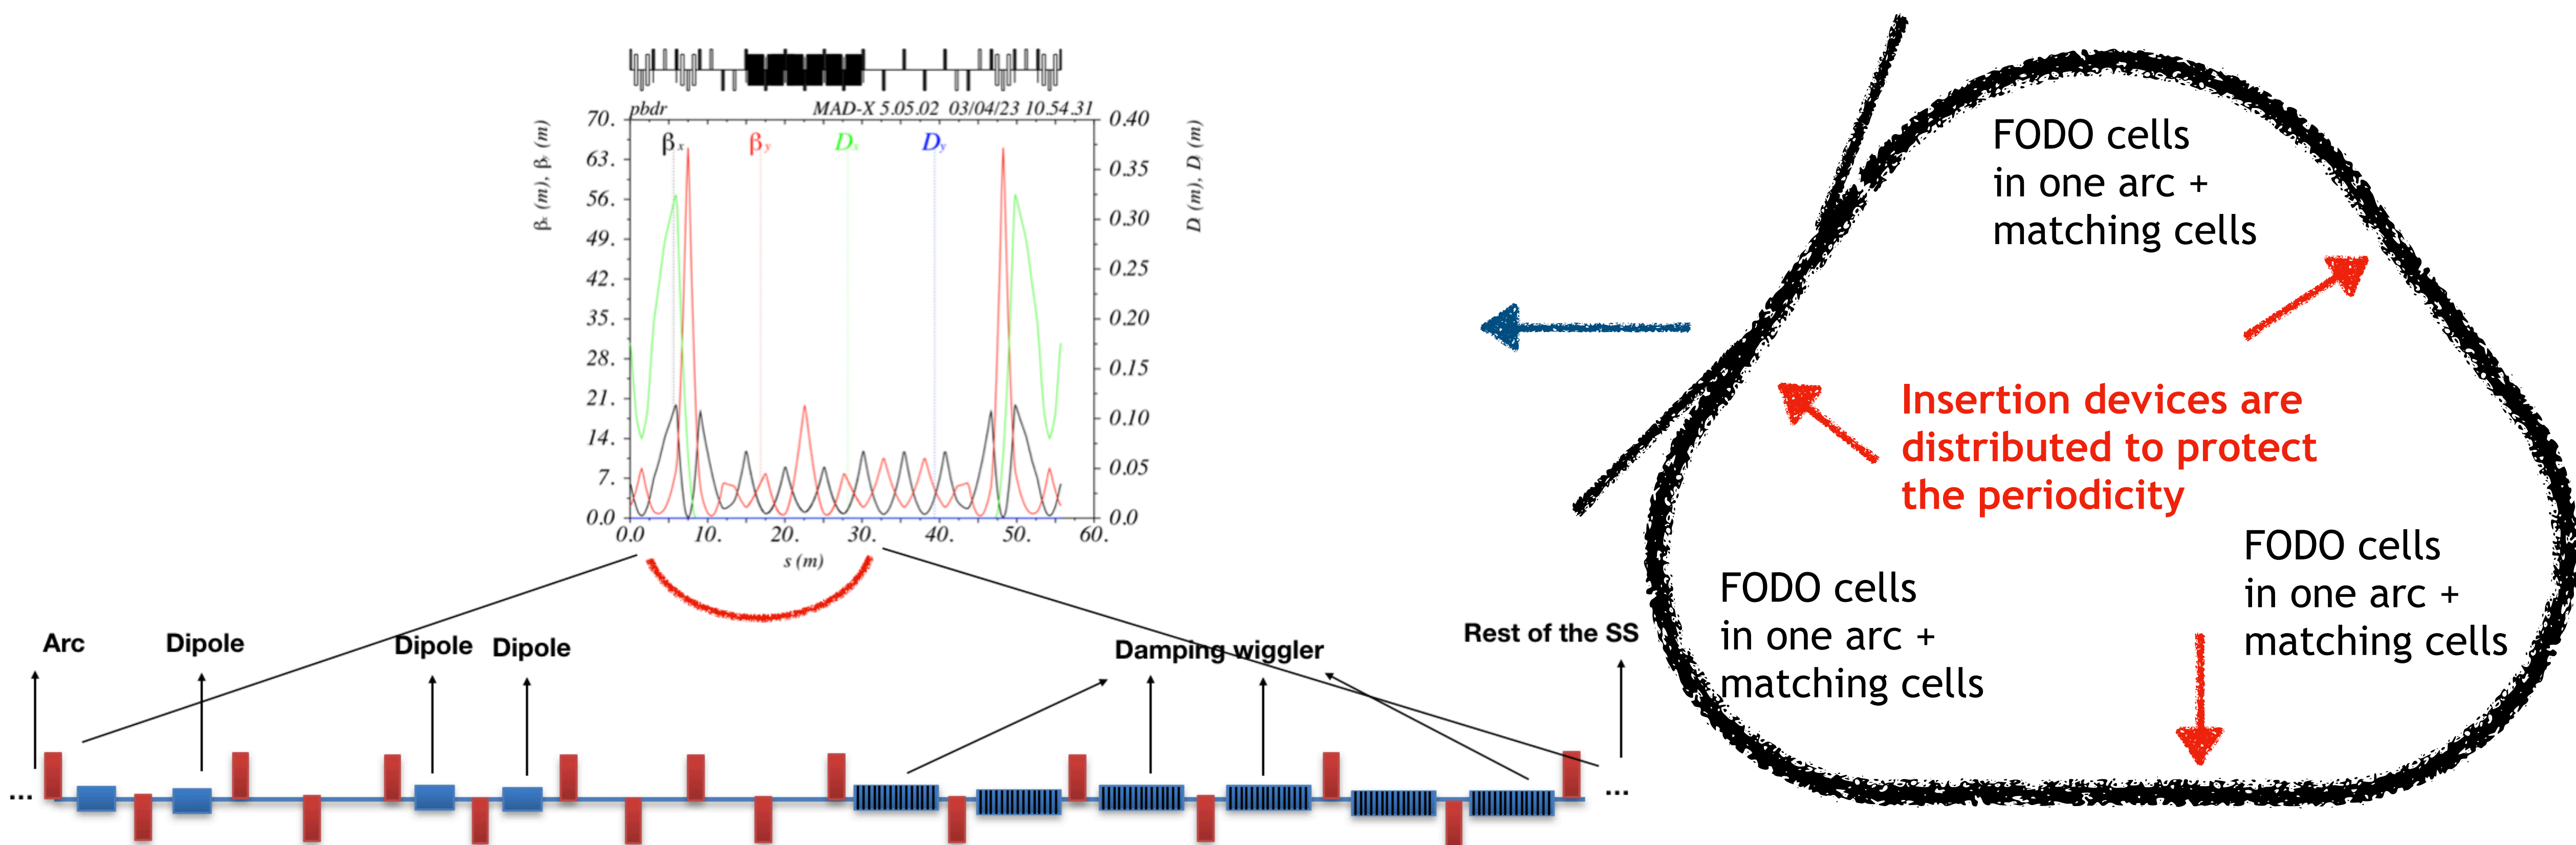 pbdr MAD-X 5.05.02 03/04/23 10.54.31
70.
63.
56.
49.
42.
35.
28.
21.
14.
7.
0.0
βx (m), βy (m)
βx
βy
Dx
Dy
0.40
0.35
0.30
0.25
0.20
0.15
0.10
0.05
0.0
D (m), D (m)
0.0 10. 20. 30. 40. 50. 60.
s (m)
FODO cells
in one arc +
matching cells
Insertion devices are
distributed to protect
the periodicity
FODO cells
in one arc +
matching cells
FODO cells
in one arc +
matching cells
Arc
Dipole
Dipole
Dipole
Damping wiggler
Rest of the SS
...
...